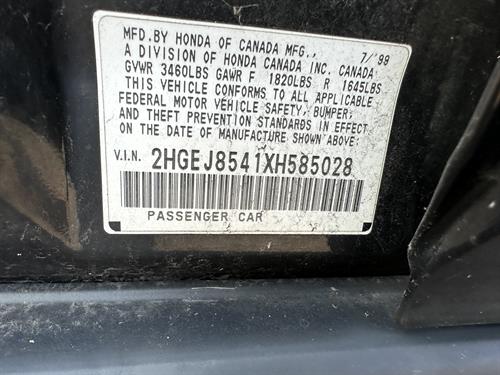 MFD.BY HONDA OF CANADA MFG., 7/'98
A DIVISION OF HONDA CANADA INC. CANADA
GVWR 3460LBS GAWR F 1820LBS R 1645LBS
THIS VEHICLE CONFORMS TO ALL APPLICABLE
FEDERAL MOTOR VEHICLE SAFETY, BUMPER,
AND THEFT PREVENTION STANDARDS IN EFFECT
ON THE DATE OF MANUFACTURE SHOWN ABOVE.
V.I.N. 2HGEJ8541XH585028
PASSENGER CAR